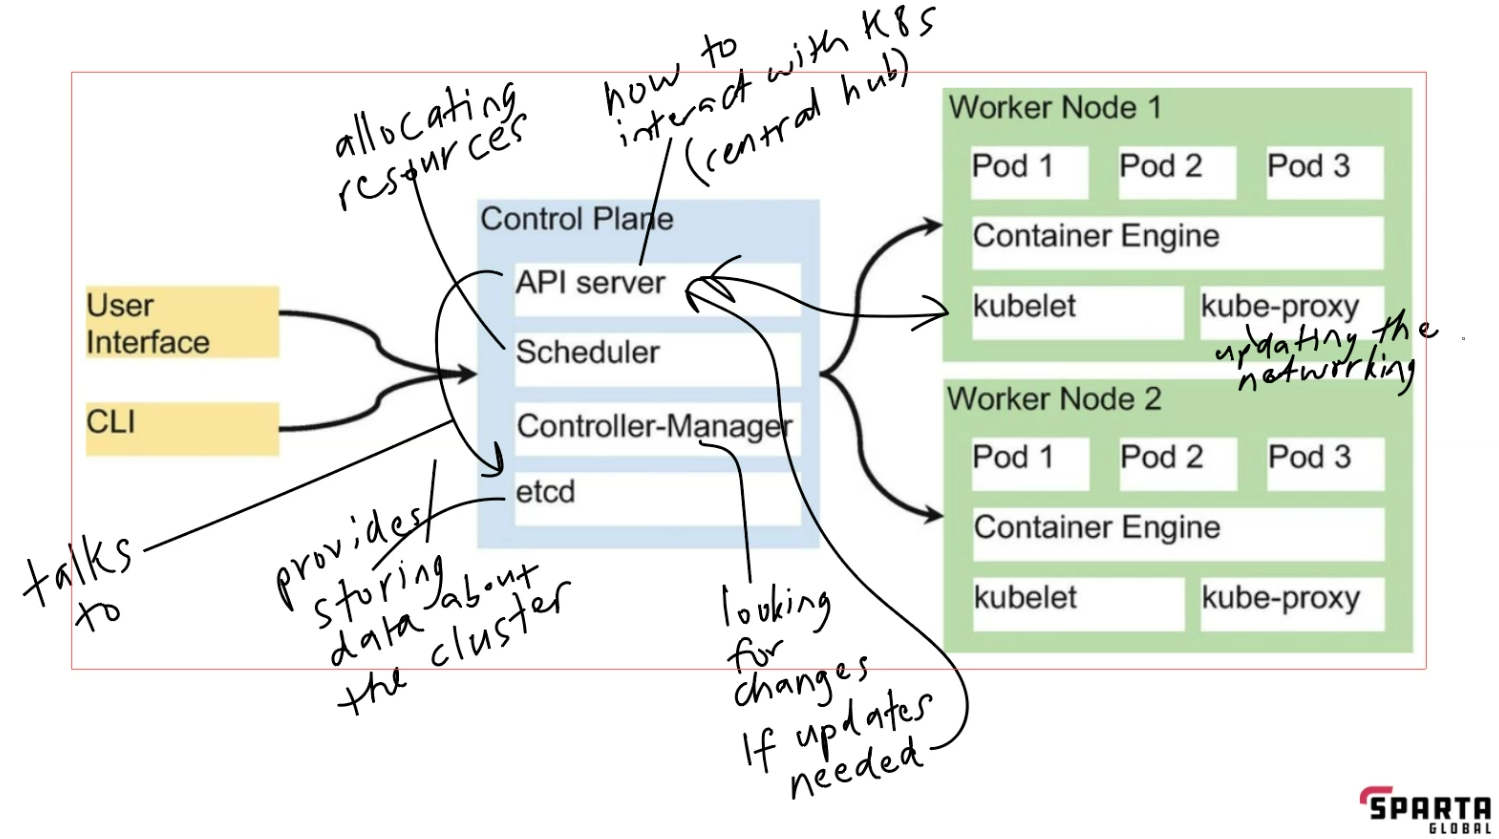 how to
interact with K8s
(central hub)
allocating
resources
Control Plane
API server
Scheduler
Controller-Manager
etcd
User
Interface
CLI
talks
to
provides
storing
data about
the cluster
looking
for
changes
If updates
needed
Worker Node 1
Pod 1
Pod 2
Pod 3
Container Engine
kubelet
kube-proxy
updating the
networking
Worker Node 2
Pod 1
Pod 2
Pod 3
Container Engine
kubelet
kube-proxy
SPARTA
GLOBAL